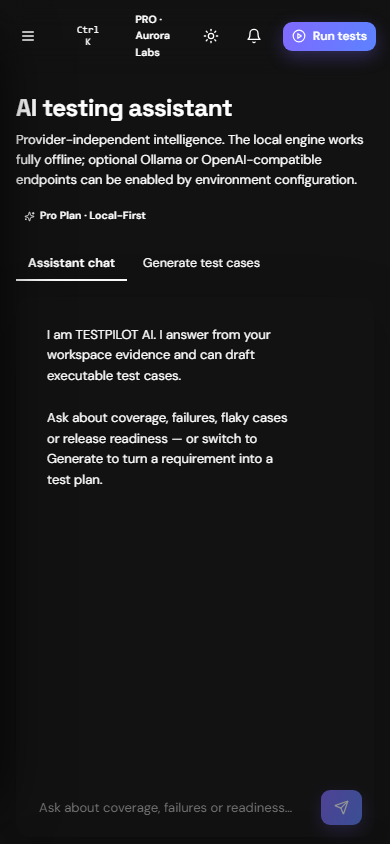 Ctrl
K
PRO ·
Aurora
Labs
Run tests
AI testing assistant
Provider-independent intelligence. The local engine works
fully offline; optional Ollama or OpenAI-compatible
endpoints can be enabled by environment configuration.
Pro Plan · Local-First
Assistant chat
Generate test cases
I am TESTPILOT AI. I answer from your
workspace evidence and can draft
executable test cases.
Ask about coverage, failures, flaky cases
or release readiness — or switch to
Generate to turn a requirement into a
test plan.
Ask about coverage, failures or readiness...